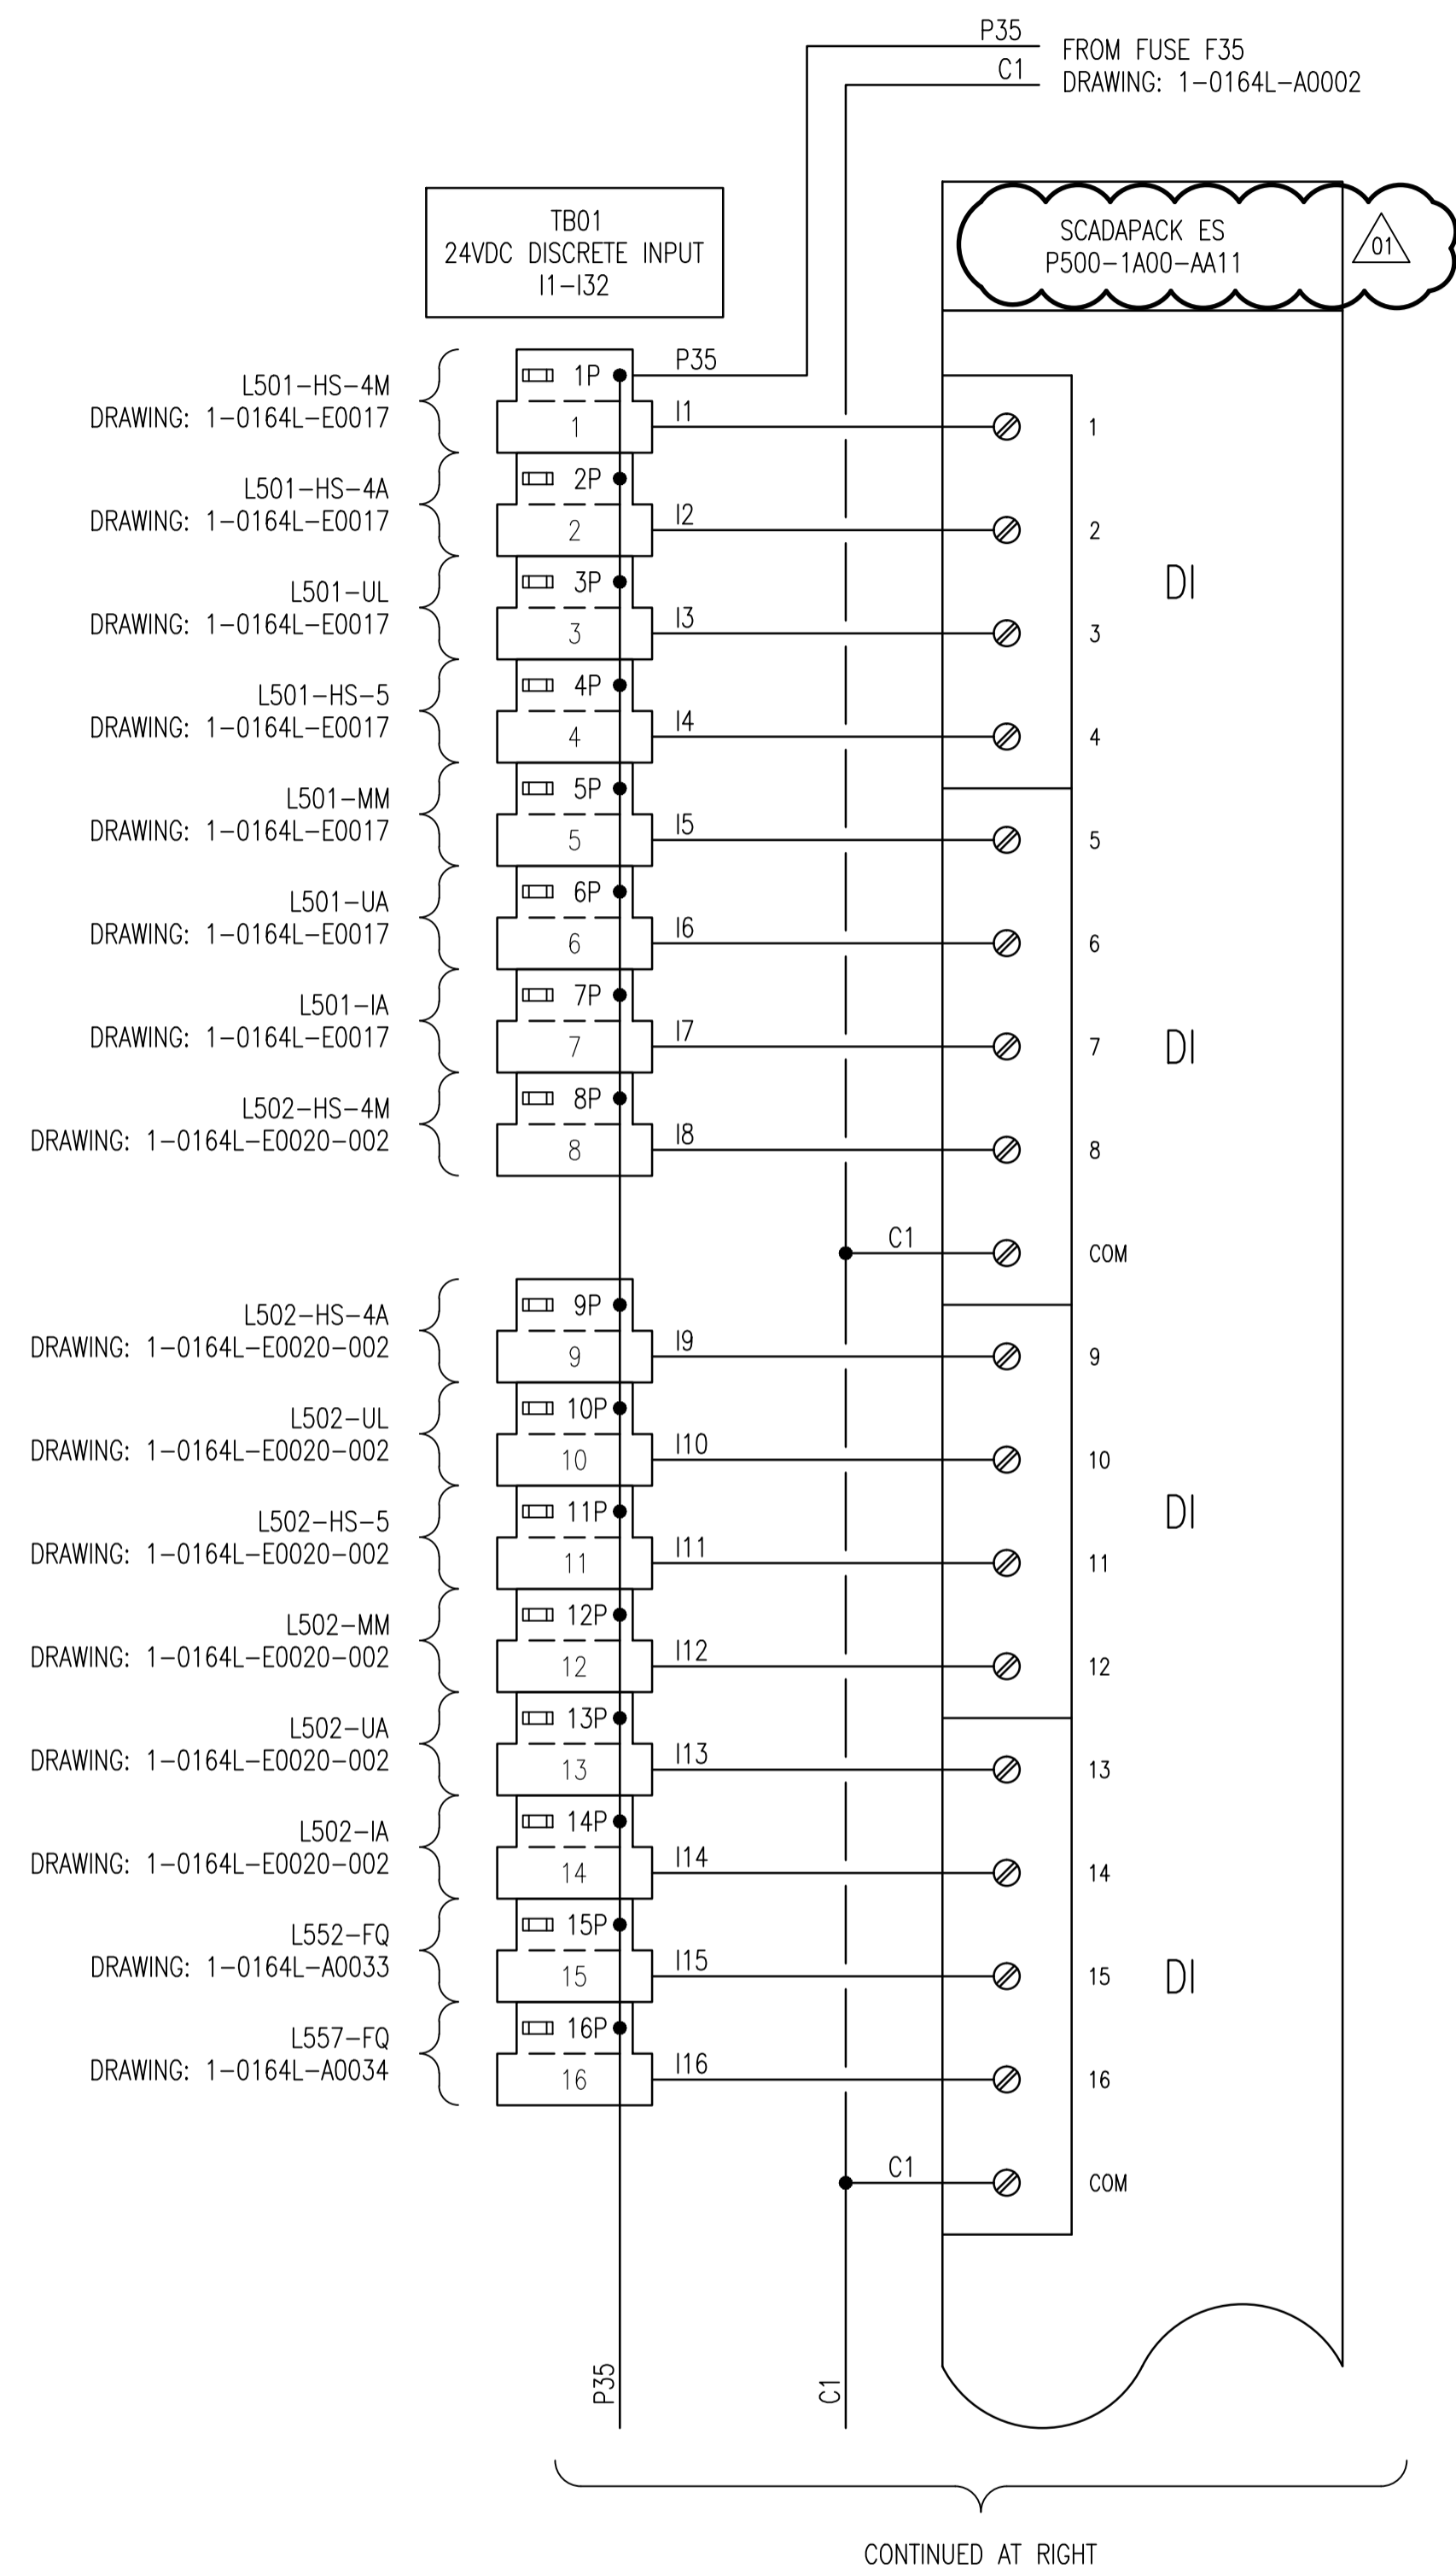 P35
FROM FUSE F35
C1
DRAWING: 1-0164L-A0002
TB01
24VDC DISCRETE INPUT
I1-I32
SCADAPACK ES
P500-1A00-AA11
01
L501-HS-4M
DRAWING: 1-0164L-E0017
1P
P35
1
I1
1
L501-HS-4A
DRAWING: 1-0164L-E0017
2P
2
I2
2
DI
L501-UL
DRAWING: 1-0164L-E0017
3P
3
I3
3
L501-HS-5
DRAWING: 1-0164L-E0017
4P
4
I4
4
L501-MM
DRAWING: 1-0164L-E0017
5P
5
I5
5
L501-UA
DRAWING: 1-0164L-E0017
6P
6
I6
6
L501-IA
DRAWING: 1-0164L-E0017
7P
7
I7
7
DI
L502-HS-4M
DRAWING: 1-0164L-E0020-002
8P
8
I8
8
C1
COM
L502-HS-4A
DRAWING: 1-0164L-E0020-002
9P
9
I9
9
L502-UL
DRAWING: 1-0164L-E0020-002
10P
10
I10
10
DI
L502-HS-5
DRAWING: 1-0164L-E0020-002
11P
11
I11
11
L502-MM
DRAWING: 1-0164L-E0020-002
12P
12
I12
12
L502-UA
DRAWING: 1-0164L-E0020-002
13P
13
I13
13
L502-IA
DRAWING: 1-0164L-E0020-002
14P
14
I14
14
L552-FQ
DRAWING: 1-0164L-A0033
15P
15
I15
15
DI
L557-FQ
DRAWING: 1-0164L-A0034
16P
16
I16
16
C1
COM
P35
C1
CONTINUED AT RIGHT